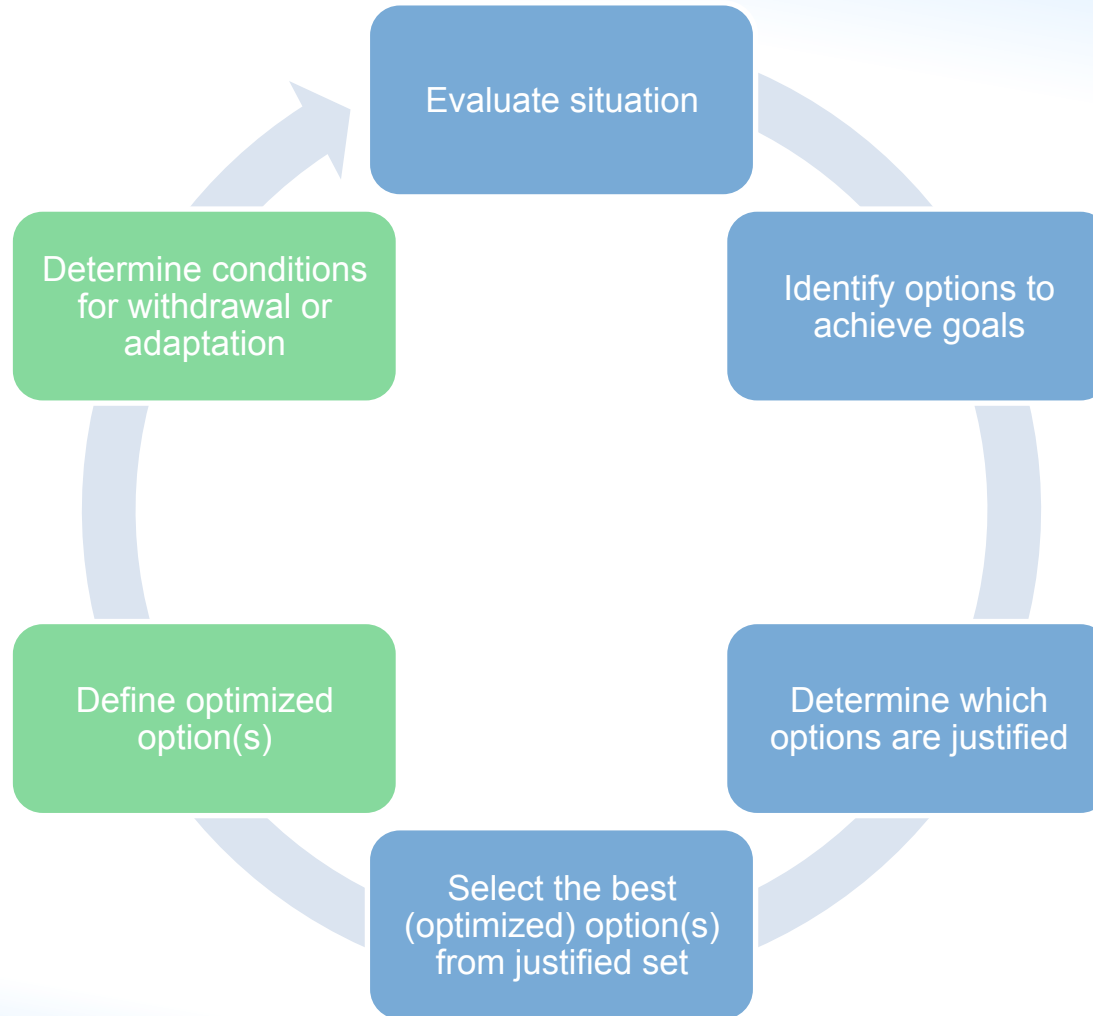 Evaluate situation
Identify options to
achieve goals
Determine which
options are justified
Select the best
(optimized) option(s)
from justified set
Define optimized
option(s)
Determine conditions
for withdrawal or
adaptation